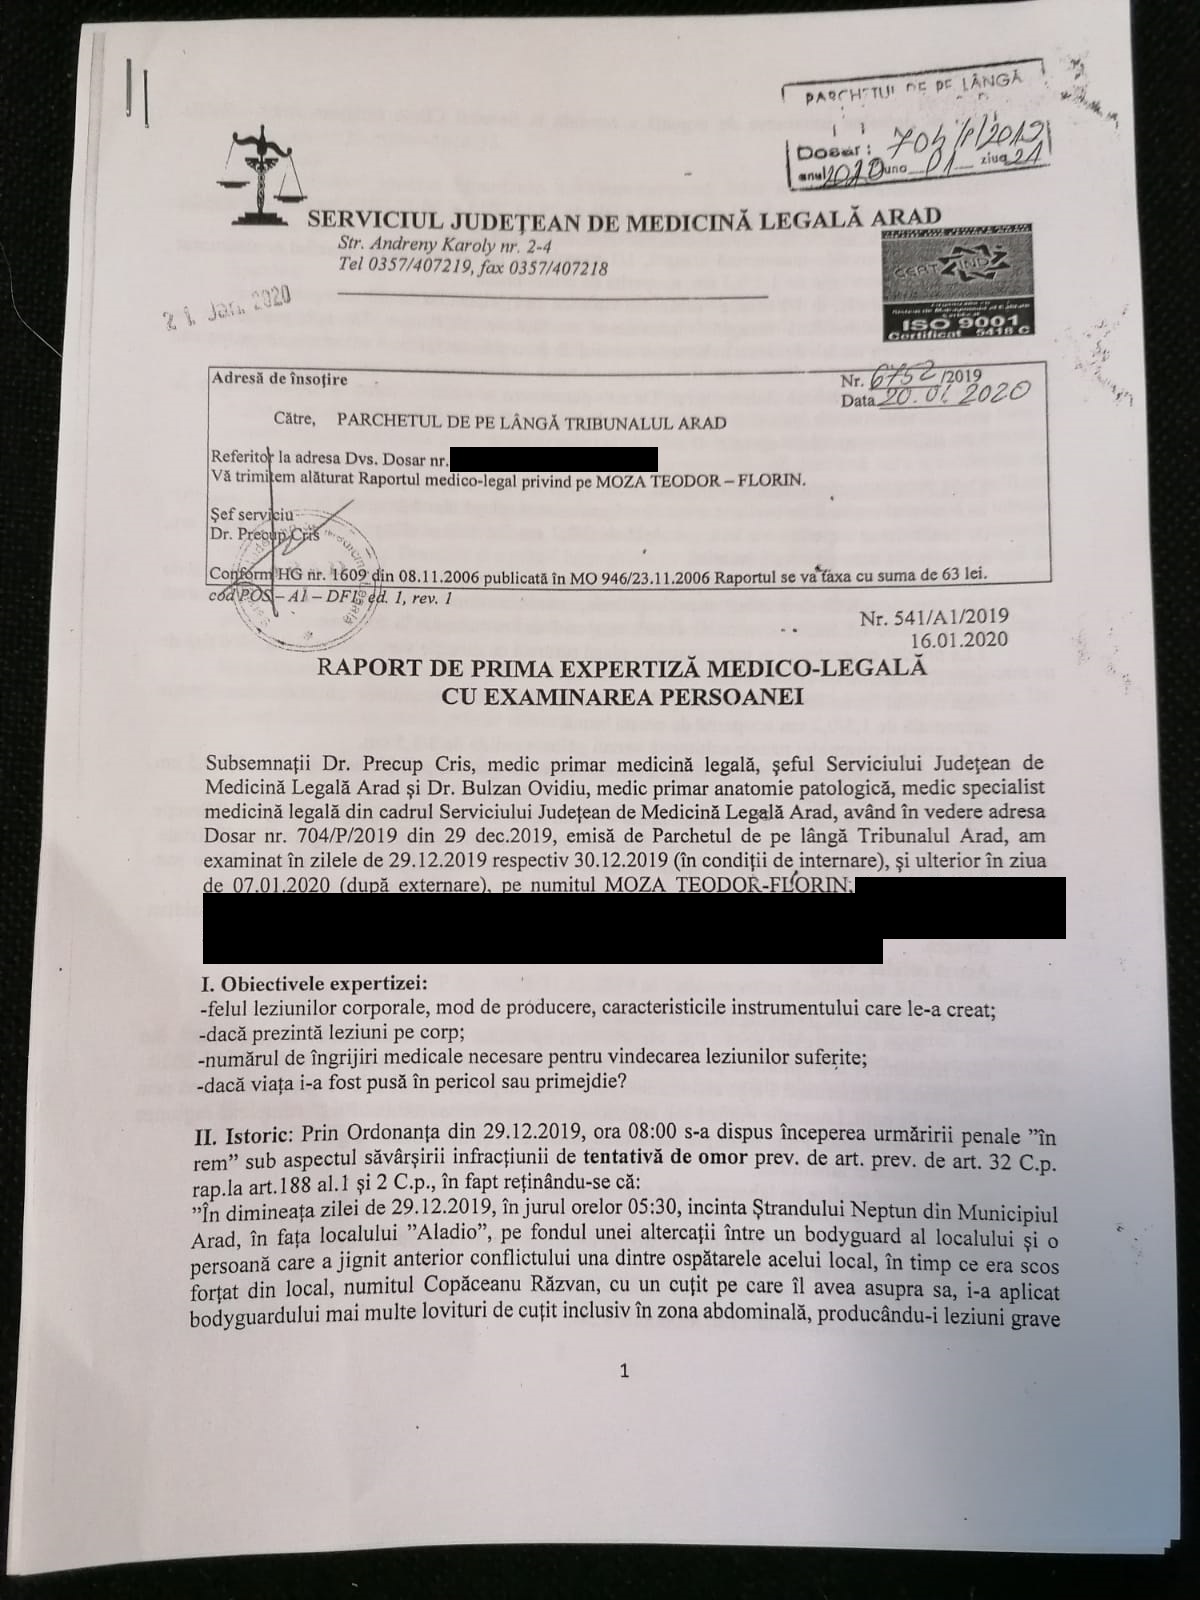 PARCHETUL DE PE LÂNGĂ
Dosar: 704/P/2019
anul 2020 luna 01 ziua 21
SERVICIUL JUDEȚEAN DE MEDICINĂ LEGALĂ ARAD
Str. Andreny Karoly nr. 2-4
Tel 0357/407219, fax 0357/407218
CERT IND
ISO 9001
Certificat 5418 C
21. Jan. 2020
Adresă de însoțire
Nr. 6752 /2019
Data 20.01.2020
Către, PARCHETUL DE PE LÂNGĂ TRIBUNALUL ARAD
Referitor la adresa Dvs. Dosar nr.
Vă trimitem alăturat Raportul medico-legal privind pe MOZA TEODOR – FLORIN.
Șef serviciu
Dr. Precup Cris
Conform HG nr. 1609 din 08.11.2006 publicată în MO 946/23.11.2006 Raportul se va taxa cu suma de 63 lei.
cod POS – A1 – DF1, ed. 1, rev. 1
Nr. 541/A1/2019
16.01.2020
RAPORT DE PRIMA EXPERTIZĂ MEDICO-LEGALĂ
CU EXAMINAREA PERSOANEI
Subsemnații Dr. Precup Cris, medic primar medicină legală, șeful Serviciului Județean de
Medicină Legală Arad și Dr. Bulzan Ovidiu, medic primar anatomie patologică, medic specialist
medicină legală din cadrul Serviciului Județean de Medicină Legală Arad, având în vedere adresa
Dosar nr. 704/P/2019 din 29 dec.2019, emisă de Parchetul de pe lângă Tribunalul Arad, am
examinat în zilele de 29.12.2019 respectiv 30.12.2019 (în condiții de internare), și ulterior în ziua
de 07.01.2020 (după externare), pe numitul MOZA TEODOR-FLORIN,
I. Obiectivele expertizei:
-felul leziunilor corporale, mod de producere, caracteristicile instrumentului care le-a creat;
-dacă prezintă leziuni pe corp;
-numărul de îngrijiri medicale necesare pentru vindecarea leziunilor suferite;
-dacă viața i-a fost pusă în pericol sau primejdie?
II. Istoric: Prin Ordonanța din 29.12.2019, ora 08:00 s-a dispus începerea urmăririi penale ”în
rem” sub aspectul săvârșirii infracțiunii de tentativă de omor prev. de art. prev. de art. 32 C.p.
rap.la art.188 al.1 și 2 C.p., în fapt reținându-se că:
”În dimineața zilei de 29.12.2019, în jurul orelor 05:30, incinta Ștrandului Neptun din Municipiul
Arad, în fața localului ”Aladio”, pe fondul unei altercații între un bodyguard al localului și o
persoană care a jignit anterior conflictului una dintre ospătarele acelui local, în timp ce era scos
forțat din local, numitul Copăceanu Răzvan, cu un cuțit pe care îl avea asupra sa, i-a aplicat
bodyguardului mai multe lovituri de cuțit inclusiv în zona abdominală, producându-i leziuni grave
1